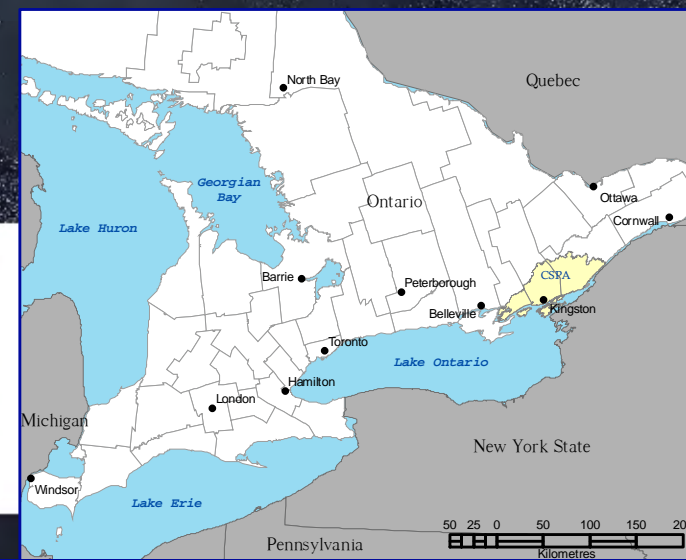 North Bay
Quebec
Georgian
Bay
Ottawa
Ontario
Cornwall
Lake Huron
CSPA
Barrie
Peterborough
Belleville
Kingston
Toronto
Lake Ontario
Hamilton
London
Michigan
New York State
Windsor
Lake Erie
50 25 0 50 100 150 20
Kilometres
Pennsylvania